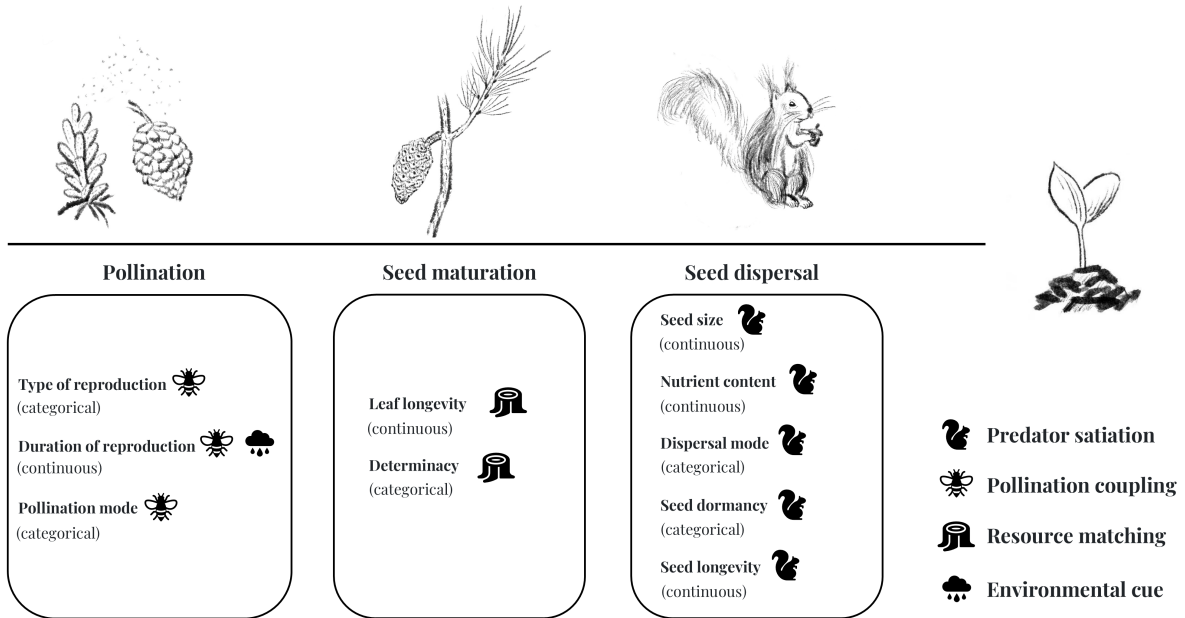 Pollination
Type of reproduction
(categorical)
Duration of reproduction
(continuous)
Pollination mode
(categorical)
Seed maturation
Leaf longevity
(continuous)
Determinacy
(categorical)
Seed dispersal
Seed size
(continuous)
Nutrient content
(continuous)
Dispersal mode
(categorical)
Seed dormancy
(categorical)
Seed longevity
(continuous)
Predator satiation
Pollination coupling
Resource matching
Environmental cue